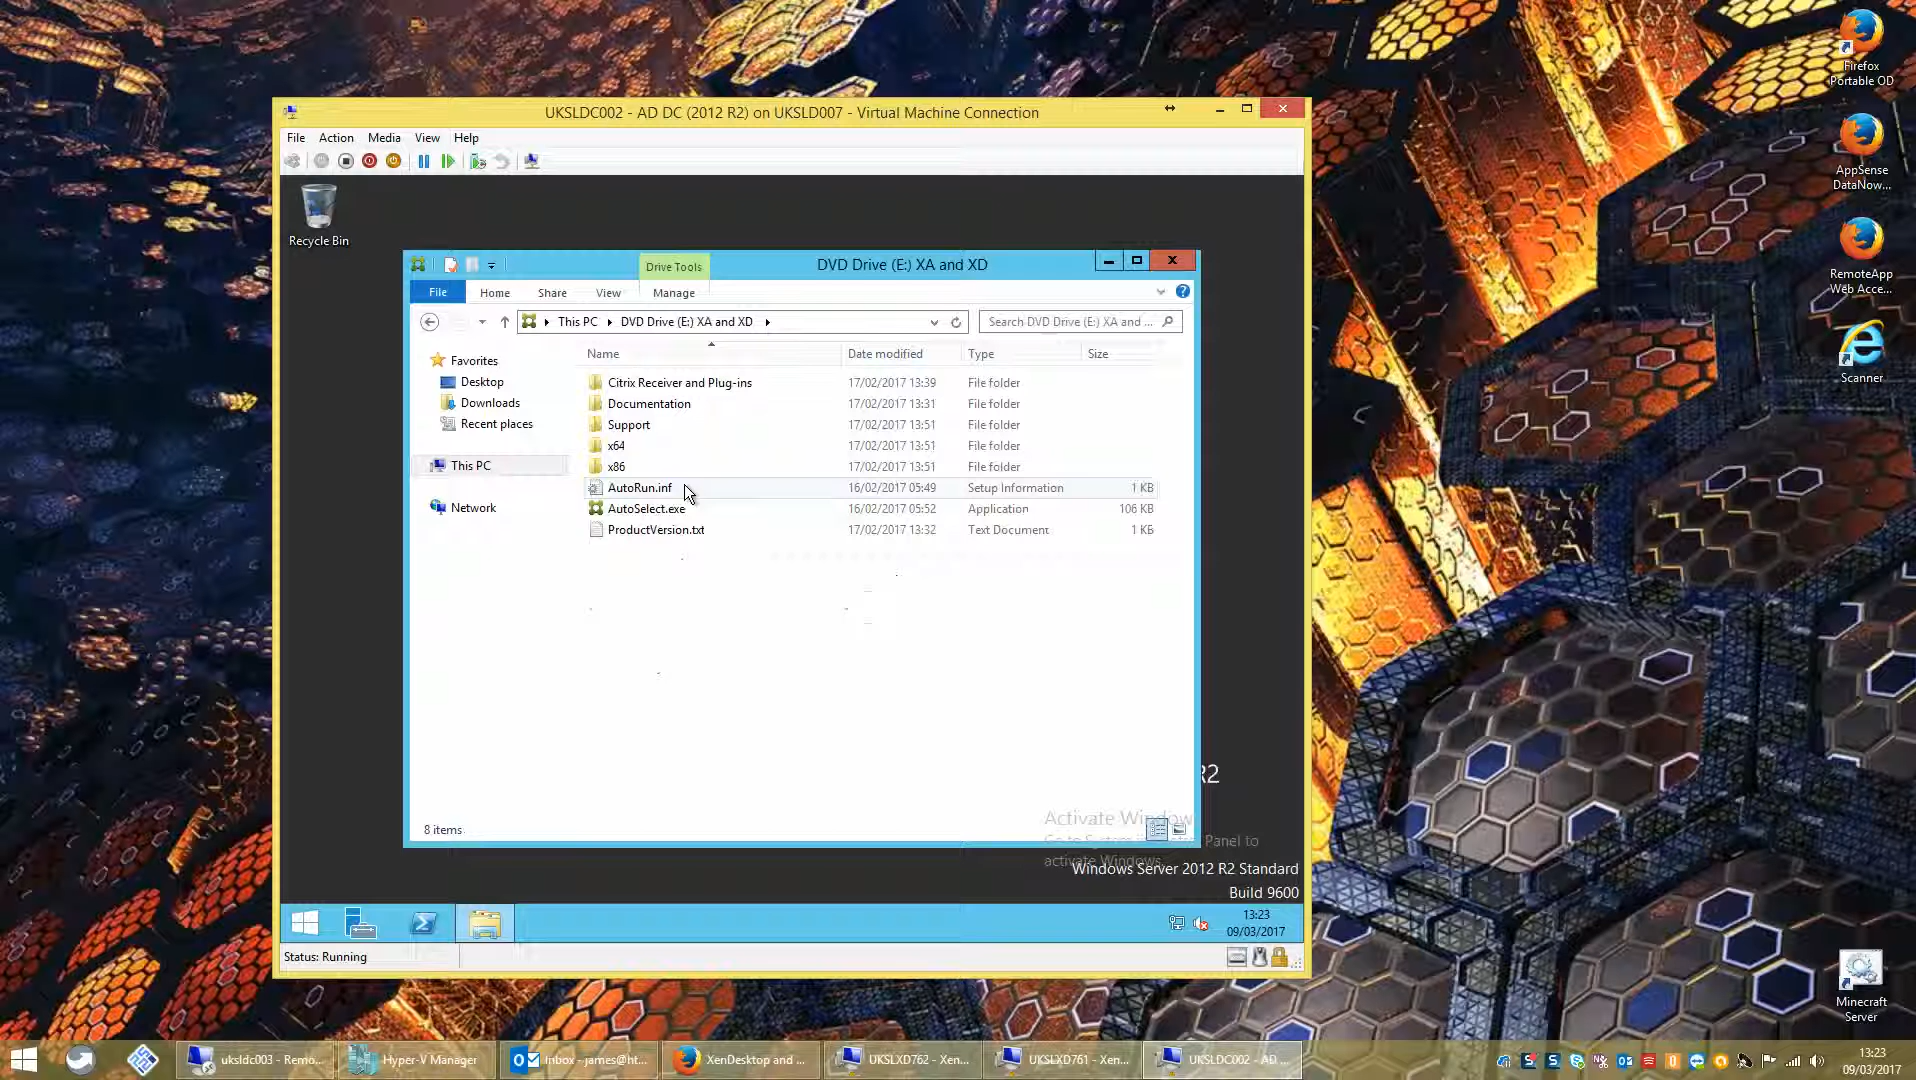 Firefox
Portable OD
AppSense
DataNow...
RemoteApp
Web Acce...
Scanner
Minecraft
Server
UKSLDC002 - AD DC (2012 R2) on UKSLD007 - Virtual Machine Connection
File Action Media View Help
Recycle Bin
Drive Tools
DVD Drive (E:) XA and XD
File Home Share View Manage
This PC DVD Drive (E:) XA and XD
Search DVD Drive (E:) XA and ...
Favorites
Desktop
Downloads
Recent places
This PC
Network
Name Date modified Type Size
Citrix Receiver and Plug-ins 17/02/2017 13:39 File folder
Documentation 17/02/2017 13:31 File folder
Support 17/02/2017 13:51 File folder
x64 17/02/2017 13:51 File folder
x86 17/02/2017 13:51 File folder
AutoRun.inf 16/02/2017 05:49 Setup Information 1 KB
AutoSelect.exe 16/02/2017 05:52 Application 106 KB
ProductVersion.txt 17/02/2017 13:32 Text Document 1 KB
8 items
R2
Activate Window
Panel to
activate Windows.
Windows Server 2012 R2 Standard
Build 9600
13:23
09/03/2017
Status: Running
uksldc003 - Remo...
Hyper-V Manager
Inbox - james@ht...
XenDesktop and ...
UKSLXD762 - Xen...
UKSLXD761 - Xen...
UKSLDC002 - AD ...
13:23
09/03/2017